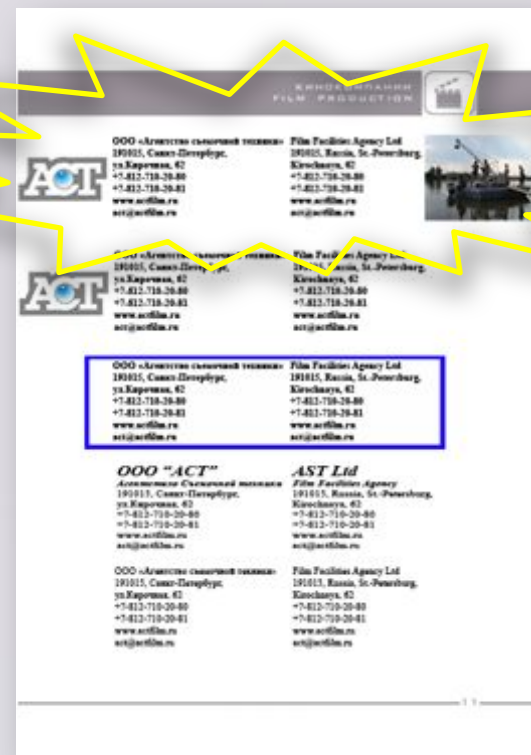 КИНОКОМПАНИИ
FILM PRODUCTION
АСТ
ООО «Агентство съемочной техники»
191015, Санкт-Петербург,
ул.Кирочная, 62
+7-812-710-20-80
+7-812-710-20-81
www.actfilm.ru
act@actfilm.ru
Film Facilities Agency Ltd
191015, Russia, St.-Petersburg,
Kirochnaya, 62
+7-812-710-20-80
+7-812-710-20-81
www.actfilm.ru
act@actfilm.ru
АСТ
ООО «Агентство съемочной техники»
191015, Санкт-Петербург,
ул.Кирочная, 62
+7-812-710-20-80
+7-812-710-20-81
www.actfilm.ru
act@actfilm.ru
Film Facilities Agency Ltd
191015, Russia, St.-Petersburg,
Kirochnaya, 62
+7-812-710-20-80
+7-812-710-20-81
www.actfilm.ru
act@actfilm.ru
ООО «Агентство съемочной техники»
191015, Санкт-Петербург,
ул.Кирочная, 62
+7-812-710-20-80
+7-812-710-20-81
www.actfilm.ru
act@actfilm.ru
Film Facilities Agency Ltd
191015, Russia, St.-Petersburg,
Kirochnaya, 62
+7-812-710-20-80
+7-812-710-20-81
www.actfilm.ru
act@actfilm.ru
ООО “АСТ”
Агентство Съемочной техники
191015, Санкт-Петербург,
ул.Кирочная, 62
+7-812-710-20-80
+7-812-710-20-81
www.actfilm.ru
act@actfilm.ru
AST Ltd
Film Facilities Agency
191015, Russia, St.-Petersburg,
Kirochnaya, 62
+7-812-710-20-80
+7-812-710-20-81
www.actfilm.ru
act@actfilm.ru
ООО «Агентство съемочной техники»
191015, Санкт-Петербург,
ул.Кирочная, 62
+7-812-710-20-80
+7-812-710-20-81
www.actfilm.ru
act@actfilm.ru
Film Facilities Agency Ltd
191015, Russia, St.-Petersburg,
Kirochnaya, 62
+7-812-710-20-80
+7-812-710-20-81
www.actfilm.ru
act@actfilm.ru